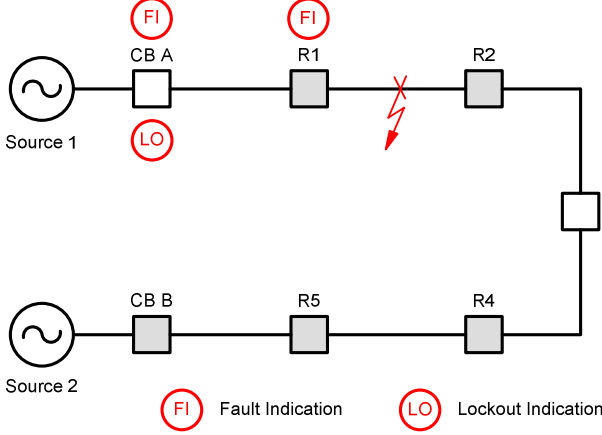 FI FI
CB A R1 R2
LO
Source 1
CB B R5 R4
Source 2
FI Fault Indication LO Lockout Indication